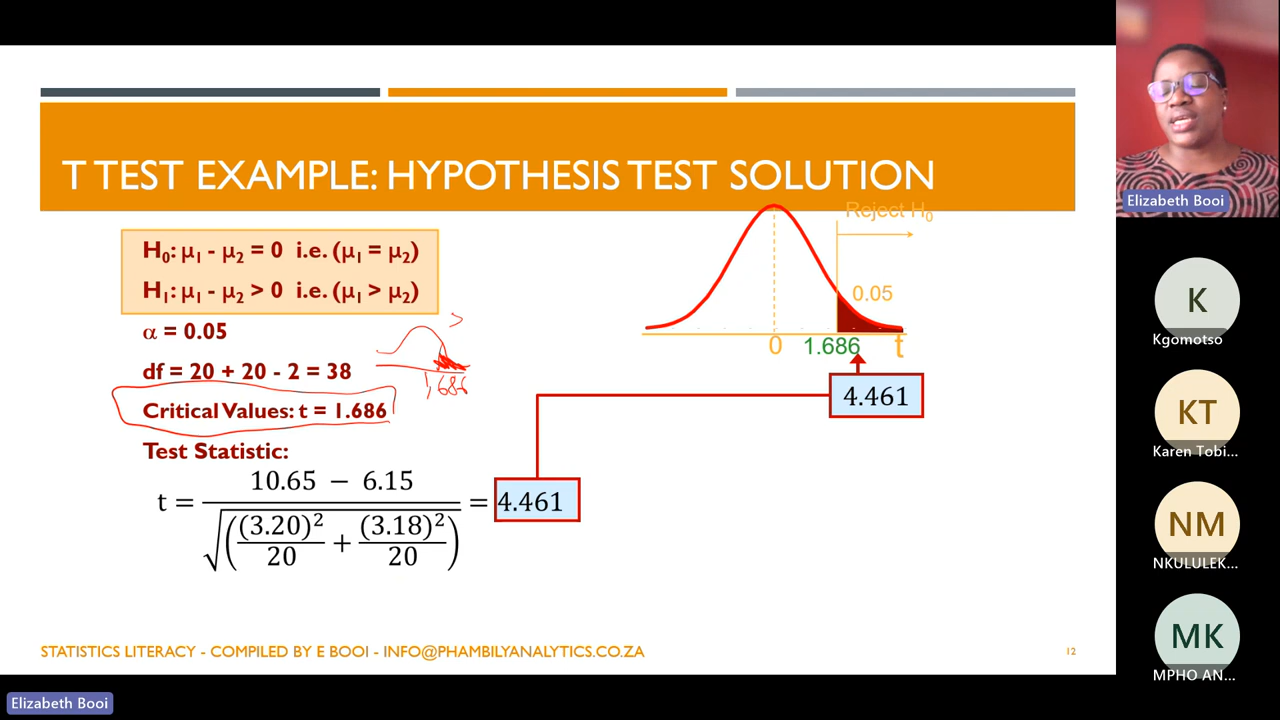 T TEST EXAMPLE: HYPOTHESIS TEST SOLUTION
H₀: μ₁ - μ₂ = 0 i.e. (μ₁ = μ₂)
H₁: μ₁ - μ₂ > 0 i.e. (μ₁ > μ₂)
α = 0.05
df = 20 + 20 - 2 = 38
>
1,686
Critical Values: t = 1.686
Test Statistic:
t = 10.65 − 6.15 / √((3.20)²/20 + (3.18)²/20) = 4.461
Reject H₀
0.05
0 1.686 t
4.461
STATISTICS LITERACY - COMPILED BY E BOOI - INFO@PHAMBILYANALYTICS.CO.ZA
12
Elizabeth Booi
K
Kgomotso
KT
Karen Tobi...
NM
NKULULEK...
MK
MPHO AN...
Elizabeth Booi